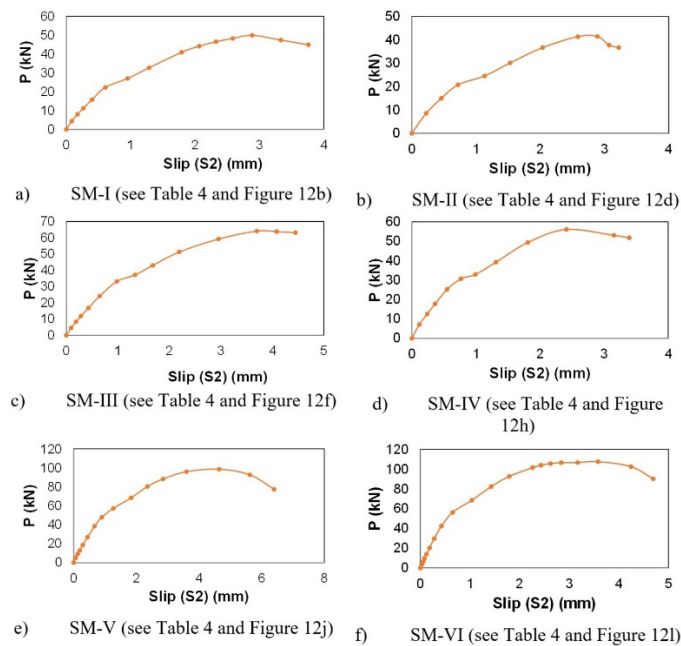 60
50
40
30
20
10
0
P (kN)
0 1 2 3 4
Slip (S2) (mm)
a) SM-I (see Table 4 and Figure 12b)
50
40
30
20
10
0
P (kN)
0 1 2 3 4
Slip (S2) (mm)
b) SM-II (see Table 4 and Figure 12d)
70
60
50
40
30
20
10
0
P (kN)
0 1 2 3 4 5
Slip (S2) (mm)
c) SM-III (see Table 4 and Figure 12f)
60
50
40
30
20
10
0
P (kN)
0 1 2 3 4
Slip (S2) (mm)
d) SM-IV (see Table 4 and Figure
12h)
120
100
80
60
40
20
0
P (kN)
0 2 4 6 8
Slip (S2) (mm)
e) SM-V (see Table 4 and Figure 12j)
120
100
80
60
40
20
0
P (kN)
0 1 2 3 4 5
Slip (S2) (mm)
f) SM-VI (see Table 4 and Figure 12l)